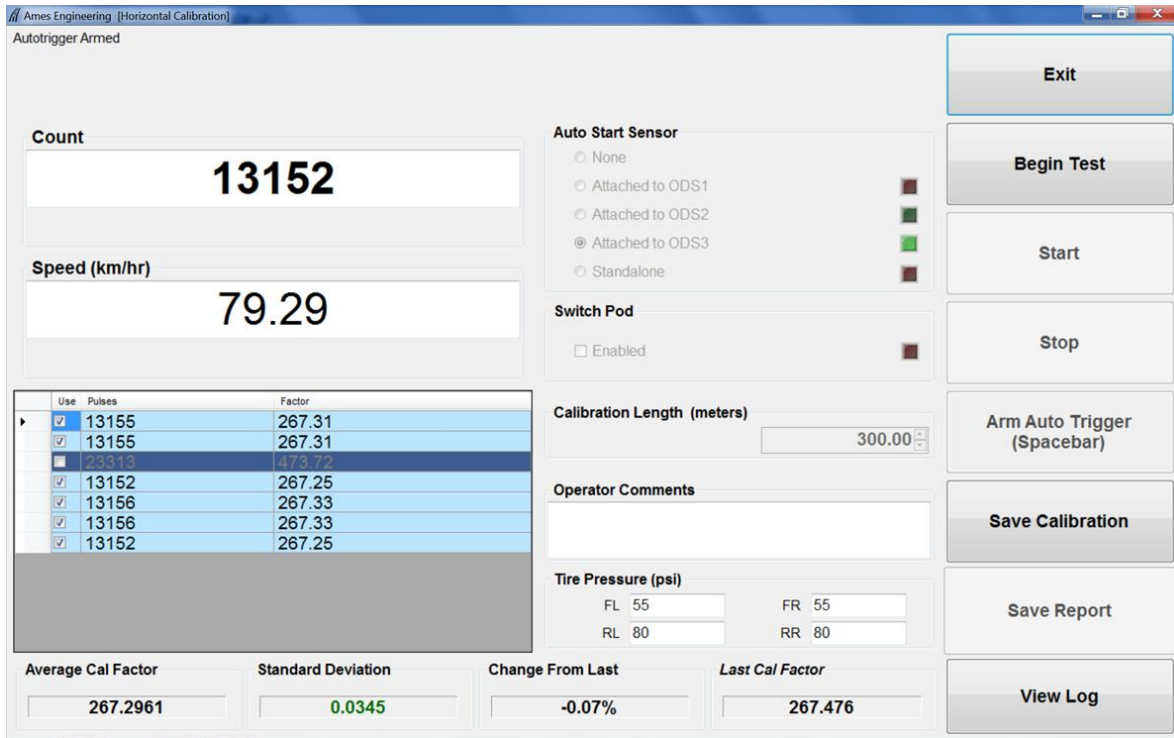 Ames Engineering [Horizontal Calibration]
Autotrigger Armed
Count
13152
Speed (km/hr)
79.29
Use Pulses Factor
13155 267.31
13155 267.31
23313 473.72
13152 267.25
13156 267.33
13156 267.33
13152 267.25
Auto Start Sensor
None
Attached to ODS1
Attached to ODS2
Attached to ODS3
Standalone
Switch Pod
Enabled
Calibration Length (meters)
300.00
Operator Comments
Tire Pressure (psi)
FL 55 FR 55
RL 80 RR 80
Average Cal Factor
267.2961
Standard Deviation
0.0345
Change From Last
-0.07%
Last Cal Factor
267.476
Exit
Begin Test
Start
Stop
Arm Auto Trigger
(Spacebar)
Save Calibration
Save Report
View Log